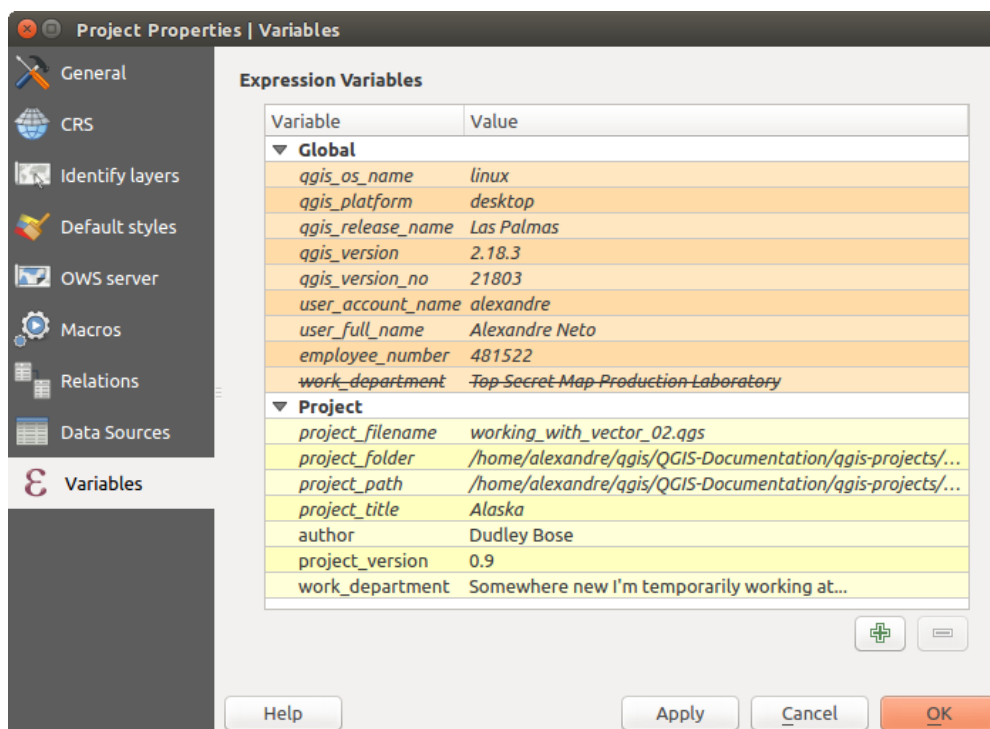 Project Properties | Variables
General
CRS
Identify layers
Default styles
OWS server
Macros
Relations
Data Sources
Variables
Expression Variables
Variable Value
Global
qgis_os_name linux
qgis_platform desktop
qgis_release_name Las Palmas
qgis_version 2.18.3
qgis_version_no 21803
user_account_name alexandre
user_full_name Alexandre Neto
employee_number 481522
work_department Top Secret Map Production Laboratory
Project
project_filename working_with_vector_02.qgs
project_folder /home/alexandre/qgis/QGIS-Documentation/qgis-projects/...
project_path /home/alexandre/qgis/QGIS-Documentation/qgis-projects/...
project_title Alaska
author Dudley Bose
project_version 0.9
work_department Somewhere new I'm temporarily working at...
Help Apply Cancel OK